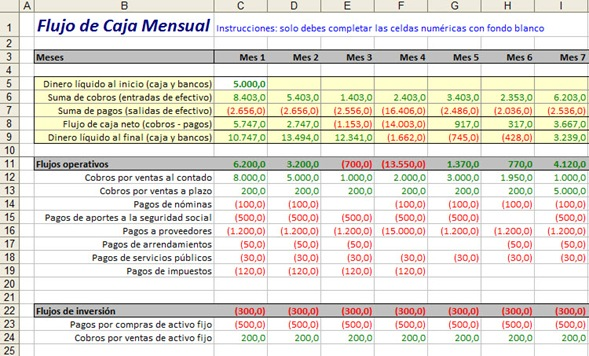 A B C D E F G H I
1 Flujo de Caja Mensual Instrucciones: solo debes completar las celdas numéricas con fondo blanco
2
3 Meses Mes 1 Mes 2 Mes 3 Mes 4 Mes 5 Mes 6 Mes 7
4
5 Dinero líquido al inicio (caja y bancos) 5.000,0
6 Suma de cobros (entradas de efectivo) 8.403,0 5.403,0 1.403,0 2.403,0 3.403,0 2.353,0 6.203,0
7 Suma de pagos (salidas de efectivo) (2.656,0) (2.656,0) (2.556,0) (16.406,0) (2.486,0) (2.036,0) (2.536,0)
8 Flujo de caja neto (cobros - pagos) 5.747,0 2.747,0 (1.153,0) (14.003,0) 917,0 317,0 3.667,0
9 Dinero líquido al final (caja y bancos) 10.747,0 13.494,0 12.341,0 (1.662,0) (745,0) (428,0) 3.239,0
10
11 Flujos operativos 6.200,0 3.200,0 (700,0) (13.550,0) 1.370,0 770,0 4.120,0
12 Cobros por ventas al contado 8.000,0 5.000,0 1.000,0 2.000,0 3.000,0 1.950,0 1.000,0
13 Cobros por ventas a plazo 200,0 200,0 200,0 200,0 200,0 200,0 5.000,0
14 Pagos de nóminas (100,0) (100,0) (100,0) (100,0) (100,0) (100,0)
15 Pagos de aportes a la seguridad social (500,0) (500,0) (500,0) (500,0) (500,0) (500,0)
16 Pagos a proveedores (1.200,0) (1.200,0) (1.200,0) (15.000,0) (1.200,0) (1.200,0) (1.200,0)
17 Pagos de arrendamientos (50,0) (50,0) (50,0) (50,0) (50,0)
18 Pagos de servicios públicos (30,0) (30,0) (30,0) (30,0) (30,0) (30,0) (30,0)
19 Pagos de impuestos (120,0) (120,0) (120,0) (120,0)
20
21
22 Flujos de inversión (300,0) (300,0) (300,0) (300,0) (300,0) (300,0) (300,0)
23 Pagos por compras de activo fijo (500,0) (500,0) (500,0) (500,0) (500,0) (500,0) (500,0)
24 Cobros por ventas de activo fijo 200,0 200,0 200,0 200,0 200,0 200,0 200,0
25